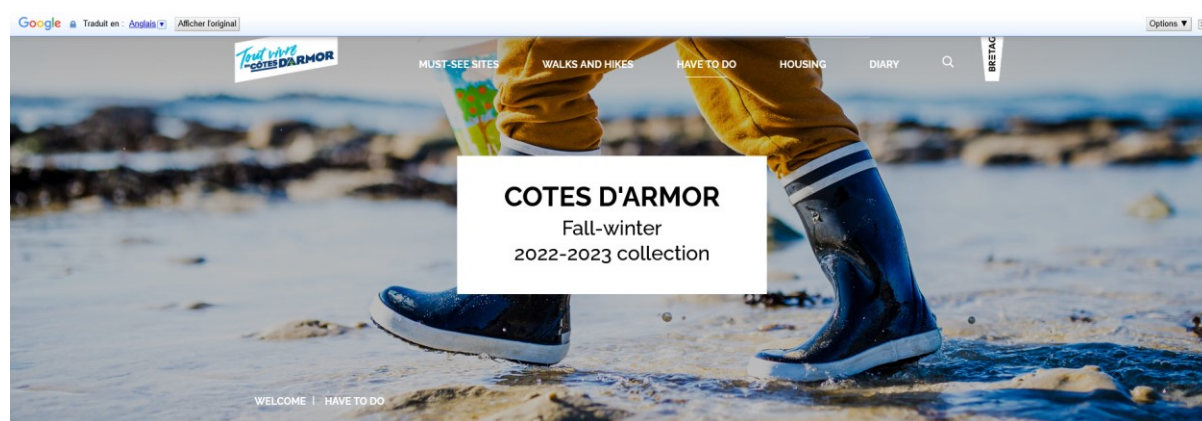 Google Traduit en : Anglais Afficher l'original Options ▼
Tout vivre
EN CÔTES D'ARMOR
MUST-SEE SITES WALKS AND HIKES HAVE TO DO HOUSING DIARY
COTES D'ARMOR
Fall-winter
2022-2023 collection
WELCOME | HAVE TO DO